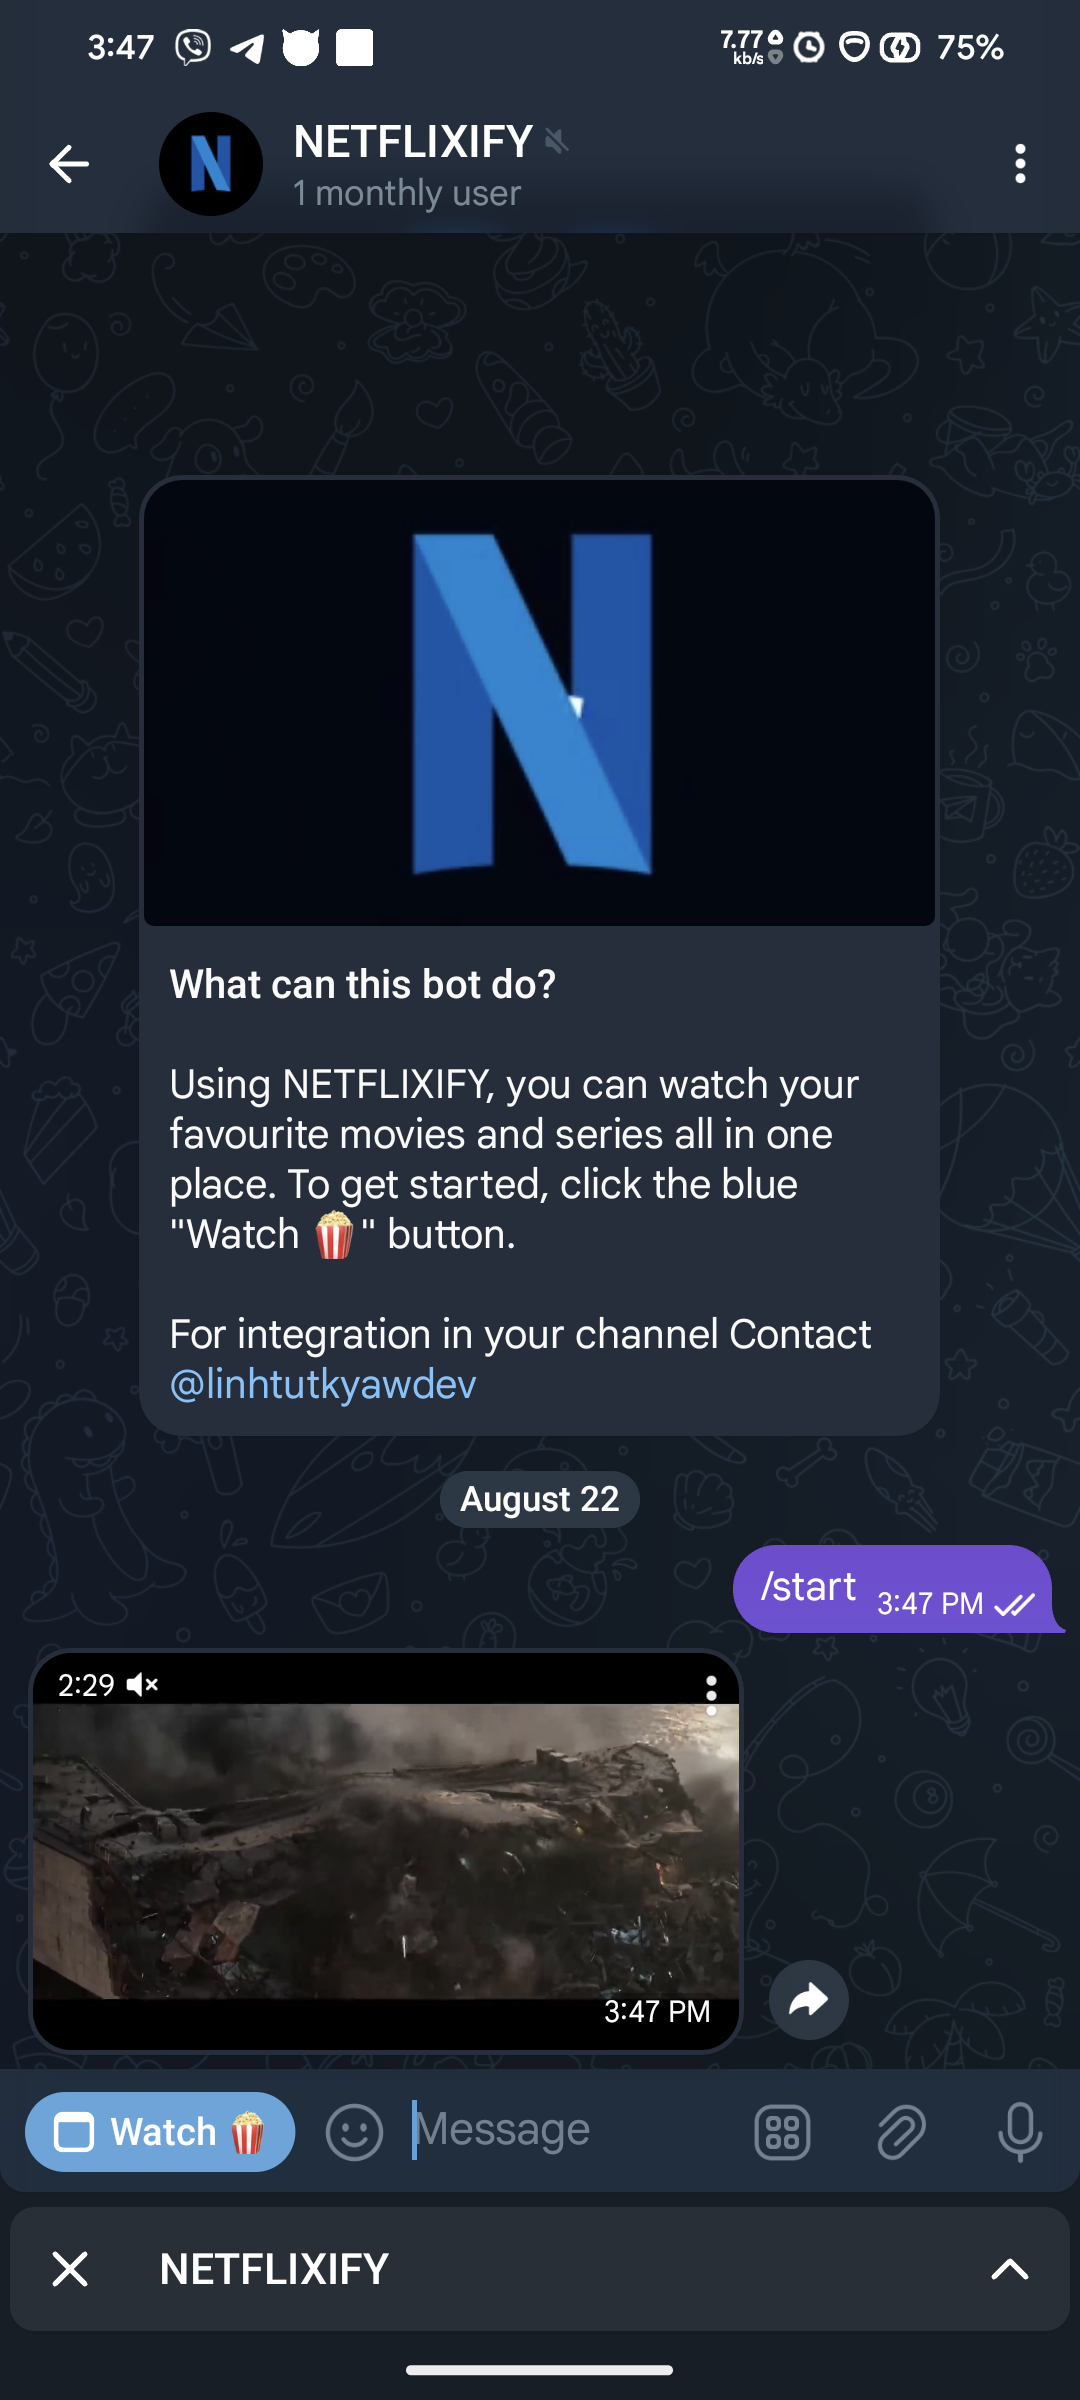 3:47
7.77
kb/s
75%
NETFLIXIFY
1 monthly user
What can this bot do?
Using NETFLIXIFY, you can watch your
favourite movies and series all in one
place. To get started, click the blue
"Watch 🍿" button.
For integration in your channel Contact
@linhtutkyawdev
August 22
/start 3:47 PM
2:29
3:47 PM
Watch 🍿
Message
NETFLIXIFY